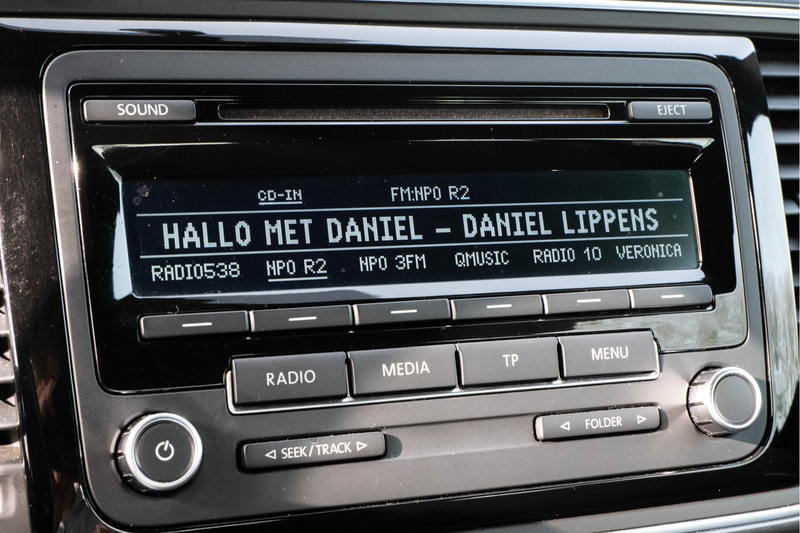 SOUND EJECT
CD-IN FM:NPO R2
HALLO MET DANIEL - DANIEL LIPPENS
RADIO538 NPO R2 NPO 3FM QMUSIC RADIO 10 VERONICA
RADIO MEDIA TP MENU
SEEK/TRACK FOLDER